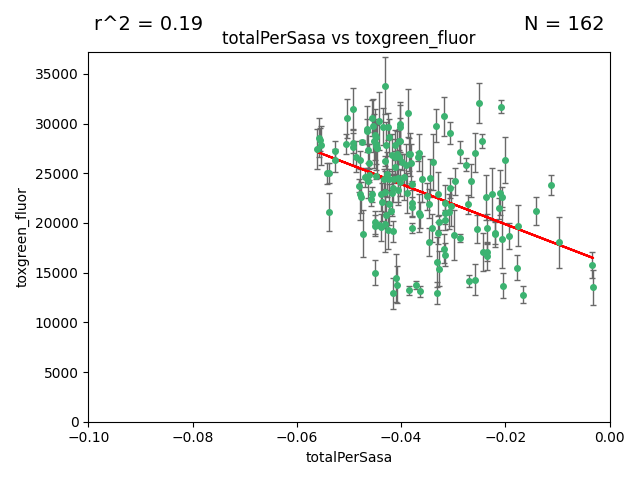 r^2 = 0.19
N = 162
totalPerSasa vs toxgreen_fluor
35000
30000
25000
20000
15000
10000
5000
0
toxgreen_fluor
−0.10
−0.08
−0.06
−0.04
−0.02
0.00
totalPerSasa